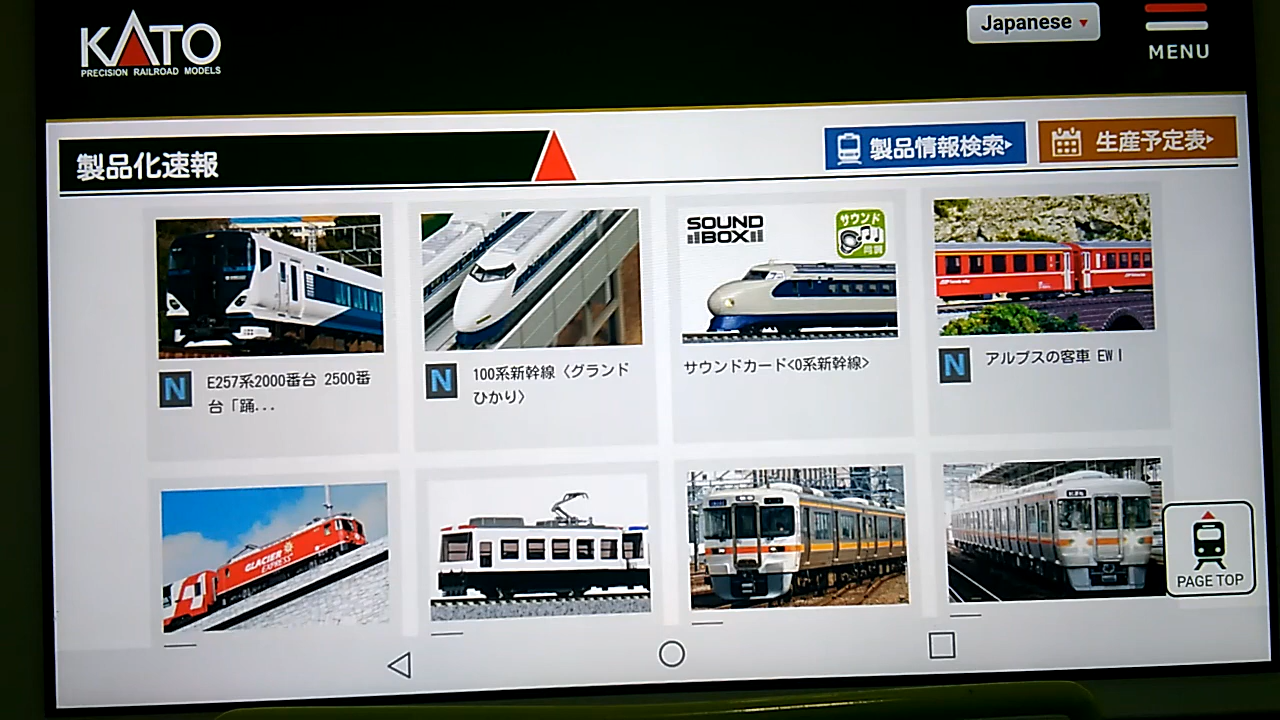 KATO
PRECISION RAILROAD MODELS
Japanese
MENU
製品化速報
製品情報検索
生産予定表
SOUND
BOX
サウンド
N
E257系2000番台 2500番
台「踊...
N
100系新幹線〈グランド
ひかり〉
サウンドカード<0系新幹線>
N
アルプスの客車 EWⅠ
GLACIER
EXPRESS
PAGE TOP